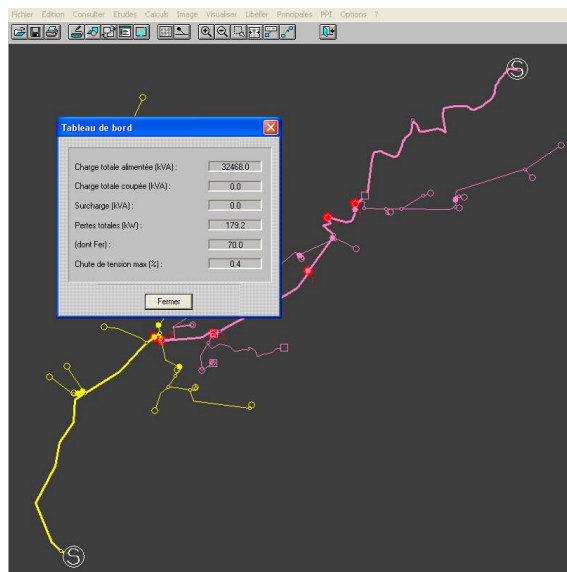 Fichier Edition Consulter Etudes Calculs Image Visualiser Libeller Principales PPI Options ?
S
Tableau de bord
Charge totale alimentée (kVA) : 32468.0
Charge totale coupée (kVA) : 0.0
Surcharge (kVA) : 0.0
Pertes totales (kW) : 179.2
(dont Fer) : 70.0
Chute de tension max (%) : 0.4
Fermer
S